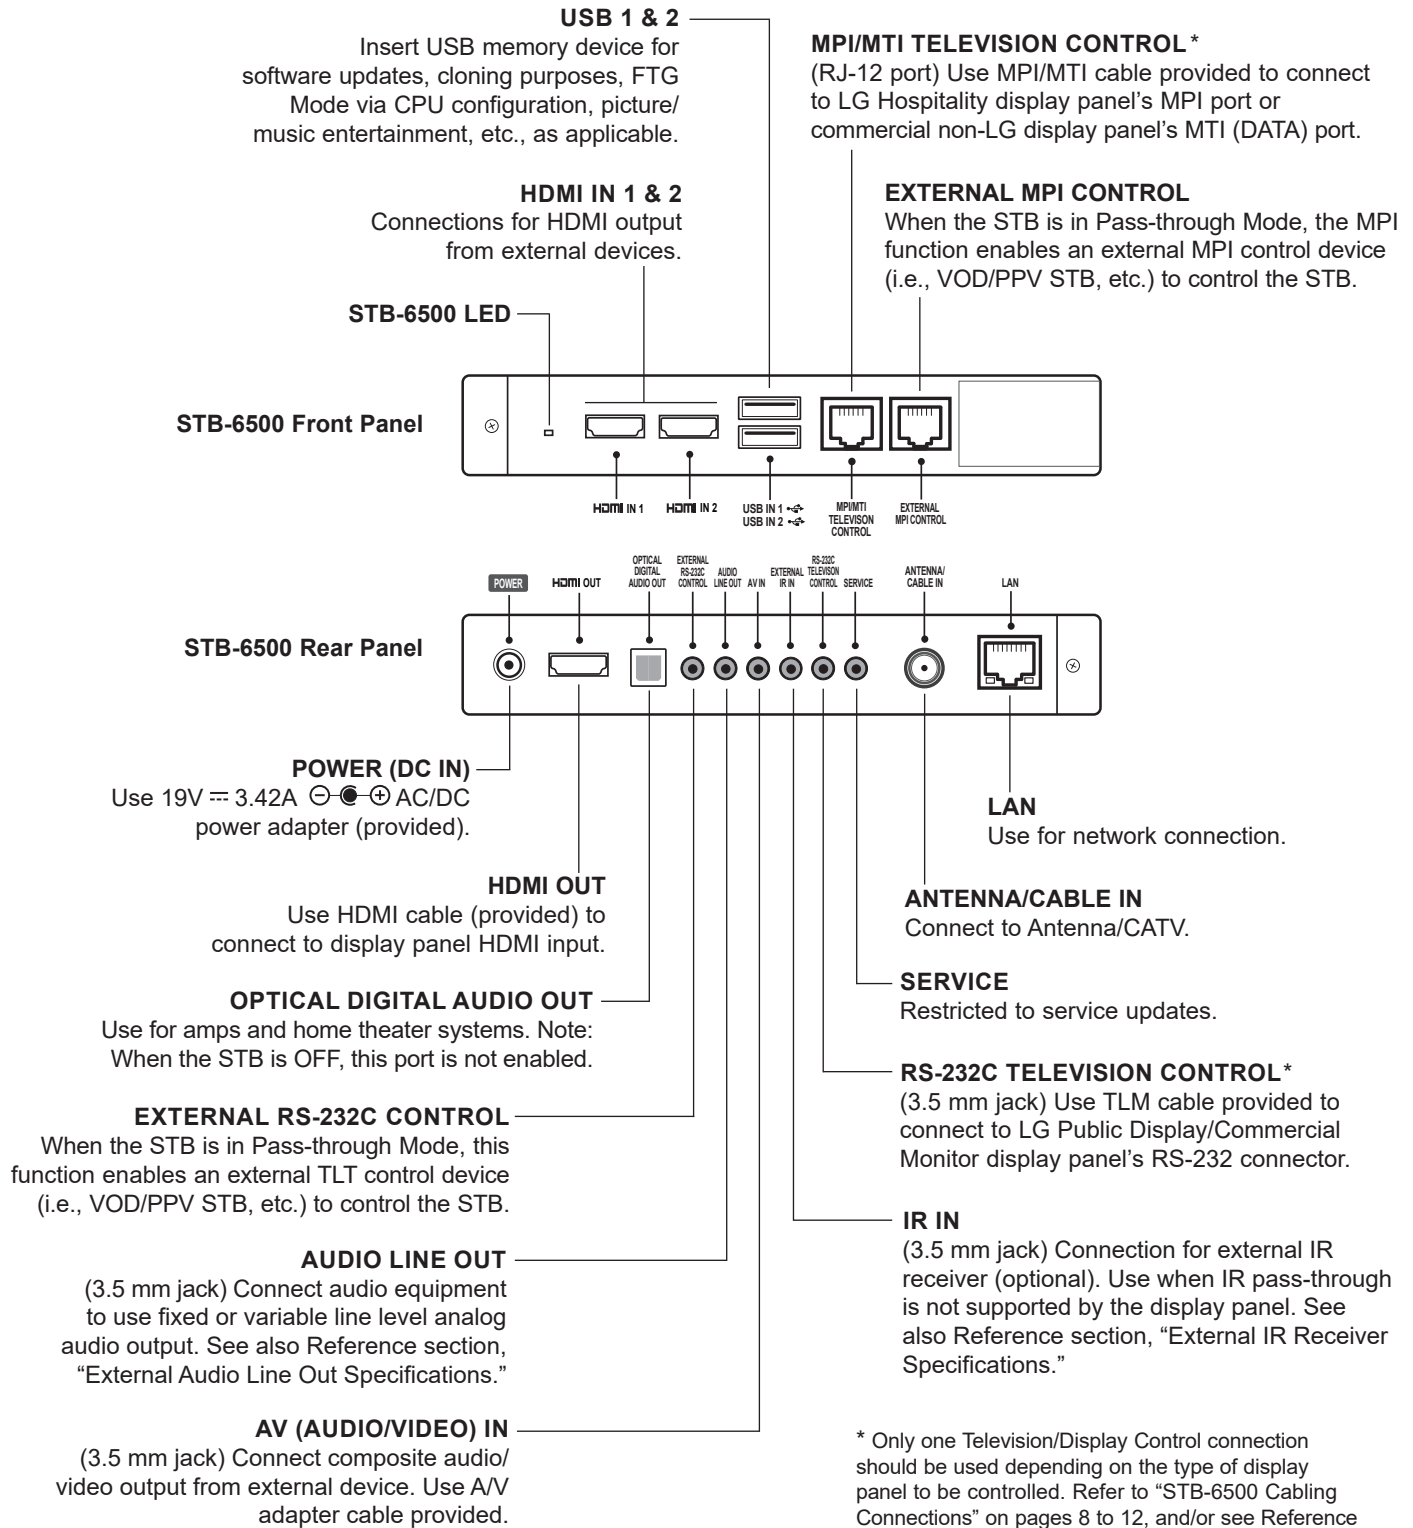 USB 1 & 2
Insert USB memory device for
software updates, cloning purposes, FTG
Mode via CPU configuration, picture/
music entertainment, etc., as applicable.
MPI/MTI TELEVISION CONTROL*
(RJ-12 port) Use MPI/MTI cable provided to connect
to LG Hospitality display panel's MPI port or
commercial non-LG display panel's MTI (DATA) port.
HDMI IN 1 & 2
Connections for HDMI output
from external devices.
EXTERNAL MPI CONTROL
When the STB is in Pass-through Mode, the MPI
function enables an external MPI control device
(i.e., VOD/PPV STB, etc.) to control the STB.
STB-6500 LED
STB-6500 Front Panel
HDMI IN 1
HDMI IN 2
USB IN 1
USB IN 2
MPI/MTI
TELEVISON
CONTROL
EXTERNAL
MPI CONTROL
POWER
HDMI OUT
OPTICAL
DIGITAL
AUDIO OUT
EXTERNAL
RS-232C
CONTROL
AUDIO
LINE OUT
AV IN
EXTERNAL
IR IN
RS-232C
TELEVISON
CONTROL
SERVICE
ANTENNA/
CABLE IN
LAN
STB-6500 Rear Panel
POWER (DC IN)
Use 19V ⎓ 3.42A AC/DC
power adapter (provided).
HDMI OUT
Use HDMI cable (provided) to
connect to display panel HDMI input.
OPTICAL DIGITAL AUDIO OUT
Use for amps and home theater systems. Note:
When the STB is OFF, this port is not enabled.
EXTERNAL RS-232C CONTROL
When the STB is in Pass-through Mode, this
function enables an external TLT control device
(i.e., VOD/PPV STB, etc.) to control the STB.
AUDIO LINE OUT
(3.5 mm jack) Connect audio equipment
to use fixed or variable line level analog
audio output. See also Reference section,
“External Audio Line Out Specifications.”
AV (AUDIO/VIDEO) IN
(3.5 mm jack) Connect composite audio/
video output from external device. Use A/V
adapter cable provided.
LAN
Use for network connection.
ANTENNA/CABLE IN
Connect to Antenna/CATV.
SERVICE
Restricted to service updates.
RS-232C TELEVISION CONTROL*
(3.5 mm jack) Use TLM cable provided to
connect to LG Public Display/Commercial
Monitor display panel's RS-232 connector.
IR IN
(3.5 mm jack) Connection for external IR
receiver (optional). Use when IR pass-through
is not supported by the display panel. See
also Reference section, “External IR Receiver
Specifications.”
* Only one Television/Display Control connection
should be used depending on the type of display
panel to be controlled. Refer to “STB-6500 Cabling
Connections” on pages 8 to 12, and/or see Reference